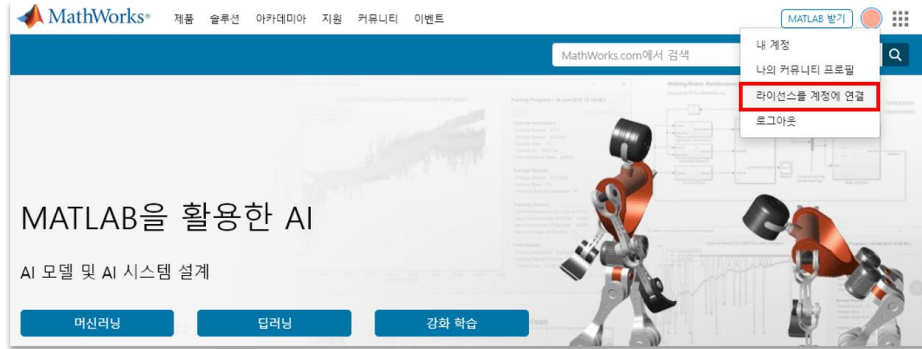 MathWorks®
제품 솔루션 아카데미아 지원 커뮤니티 이벤트
MATLAB 받기
MathWorks.com에서 검색
내 계정
나의 커뮤니티 프로필
라이선스를 계정에 연결
로그아웃
MATLAB을 활용한 AI
AI 모델 및 AI 시스템 설계
머신러닝
딥러닝
강화 학습